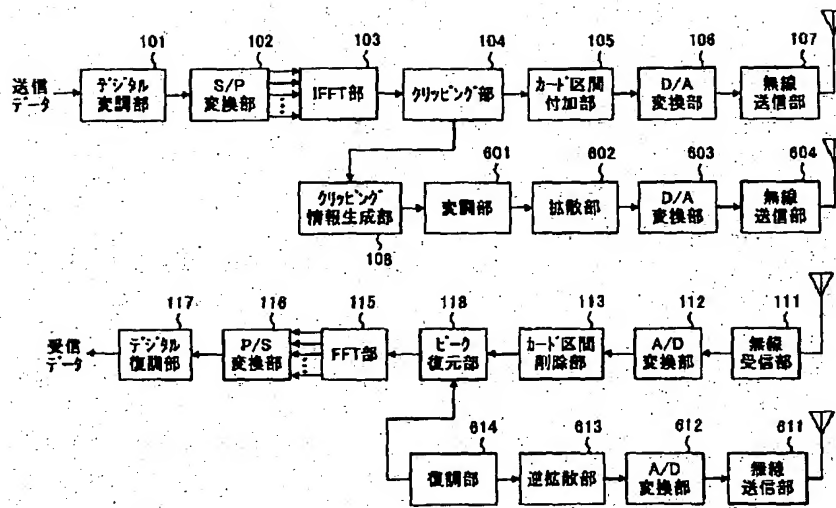 101
102
103
104
105
106
107
送信
データ
デジタル
変調部
S/P
変換部
IFFT部
クリッピング部
カード区間
付加部
D/A
変換部
無線
送信部
601
602
603
604
クリッピング
情報生成部
変調部
拡散部
D/A
変換部
無線
送信部
108
117
116
115
118
113
112
111
受信
データ
デジタル
復調部
P/S
変換部
FFT部
ピーク
復元部
カード区間
削除部
A/D
変換部
無線
受信部
614
613
612
611
復調部
逆拡散部
A/D
変換部
無線
送信部